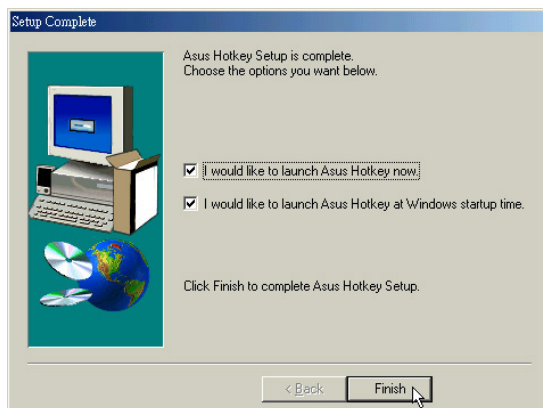 Setup Complete
Asus Hotkey Setup is complete.
Choose the options you want below.
I would like to launch Asus Hotkey now.
I would like to launch Asus Hotkey at Windows startup time.
Click Finish to complete Asus Hotkey Setup.
< Back
Finish